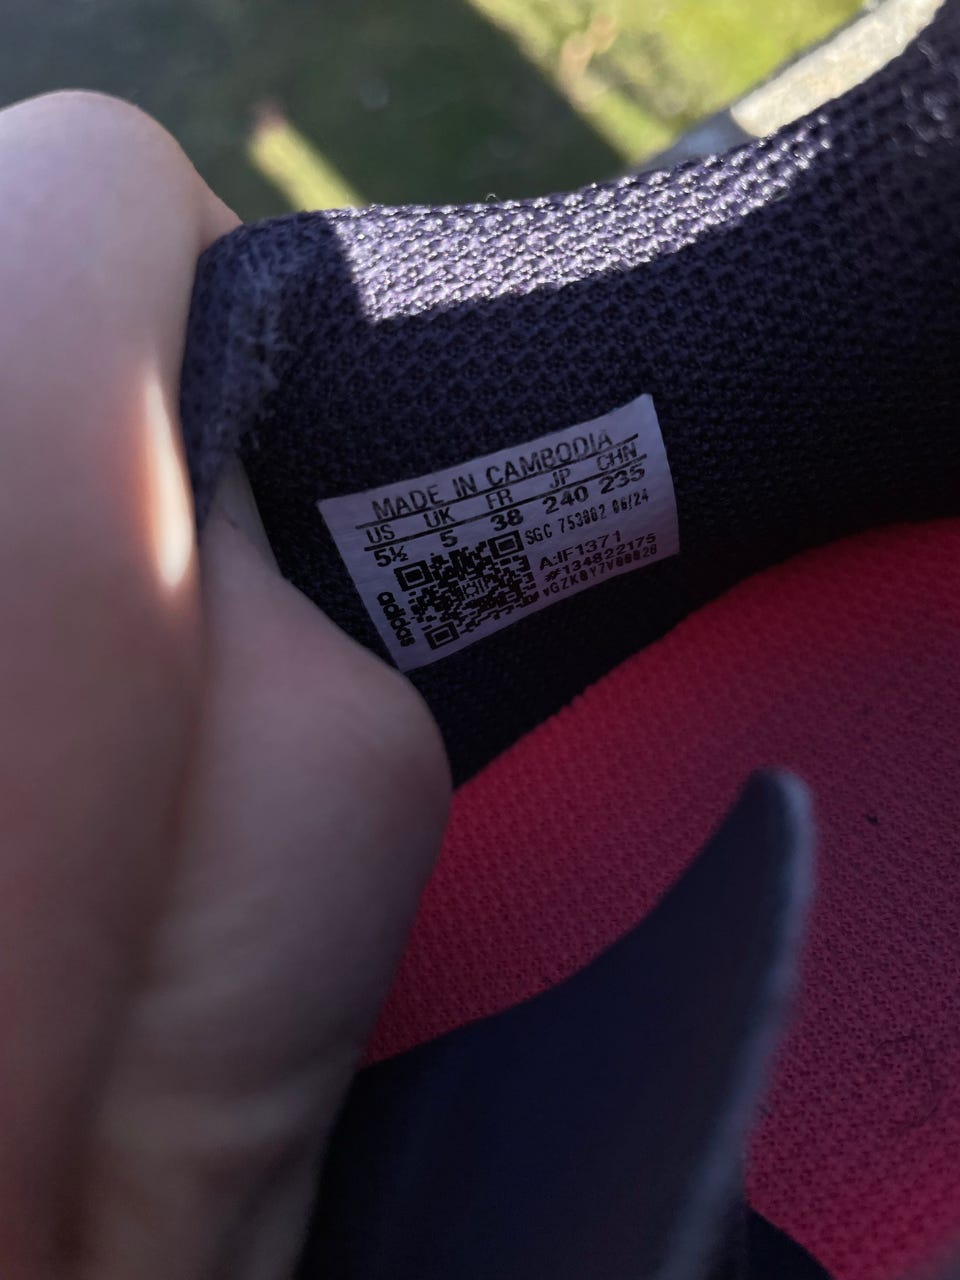 MADE IN CAMBODIA
US UK FR JP CHN
5½ 5 38 240 235
SGC 753002 06/24
A:IF1371
#134822175
adidas